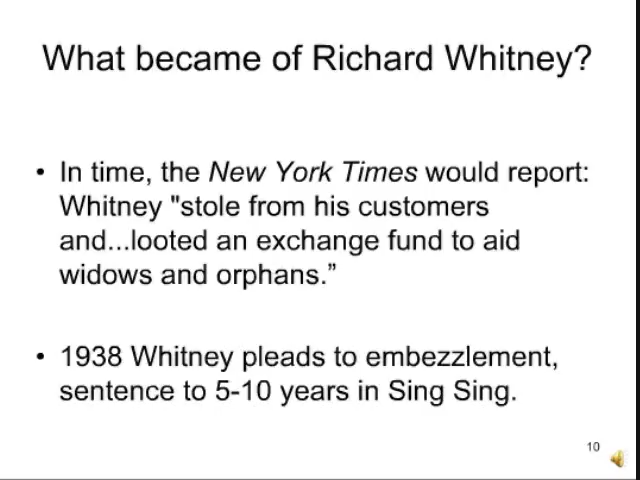 What became of Richard Whitney?
• In time, the New York Times would report:
Whitney "stole from his customers
and...looted an exchange fund to aid
widows and orphans.”
• 1938 Whitney pleads to embezzlement,
sentence to 5-10 years in Sing Sing.
10